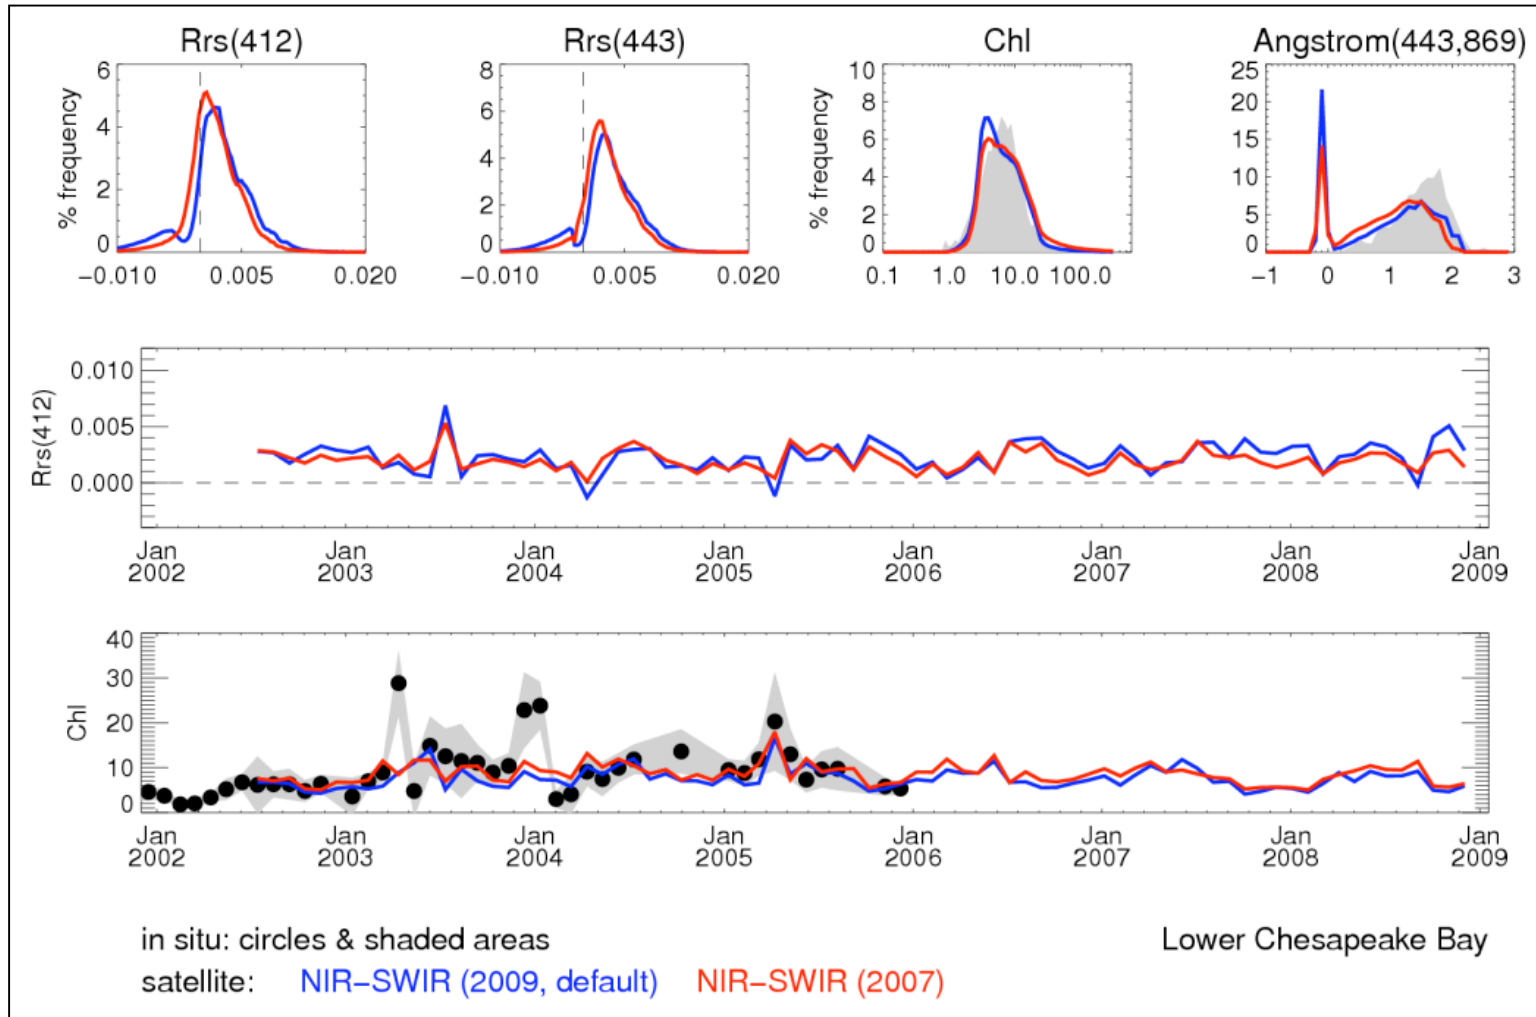 Rrs(412) Rrs(443) Chl Angstrom(443,869)
% frequency
6
4
2
0
-0.010 0.005 0.020
8
6
4
2
0
-0.010 0.005 0.020
% frequency
10
8
6
4
2
0
0.1 1.0 10.0 100.0
25
20
15
10
5
0
-1 0 1 2 3
Rrs(412)
0.010
0.005
0.000
Jan Jan Jan Jan Jan Jan Jan Jan
2002 2003 2004 2005 2006 2007 2008 2009
Chl
40
30
20
10
0
Jan Jan Jan Jan Jan Jan Jan Jan
2002 2003 2004 2005 2006 2007 2008 2009
in situ: circles & shaded areas Lower Chesapeake Bay
satellite: NIR-SWIR (2009, default) NIR-SWIR (2007)